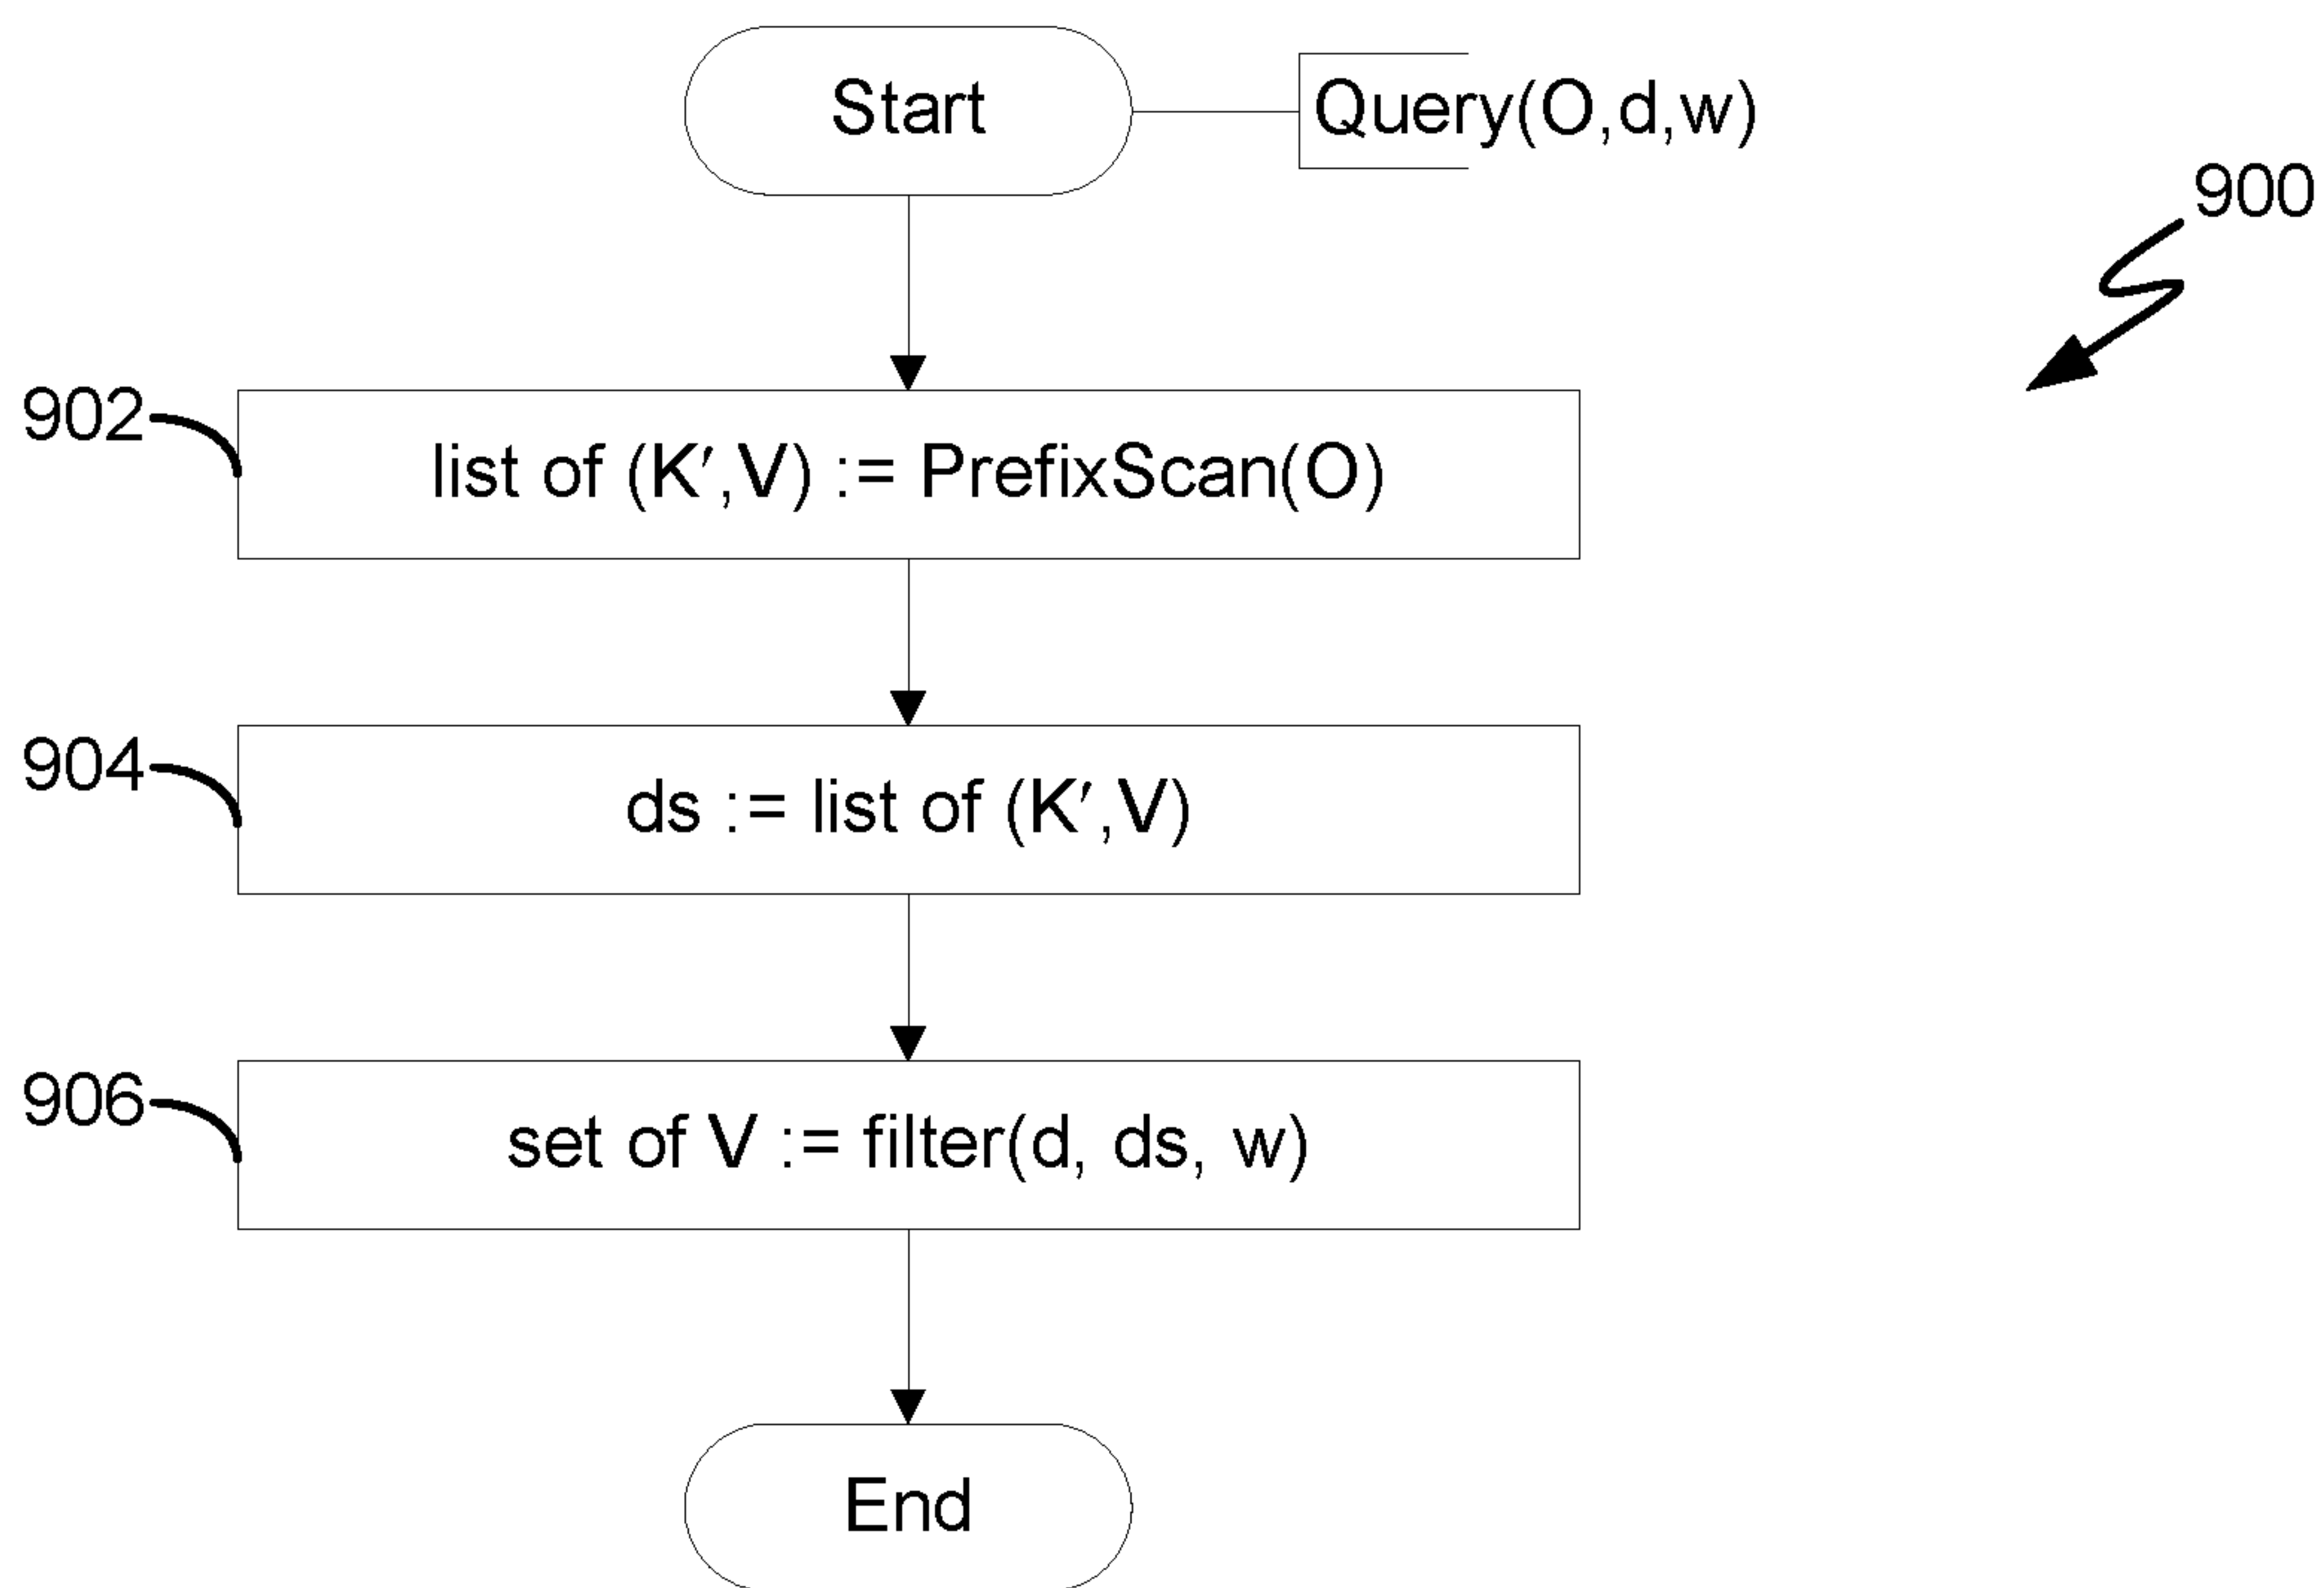 Start
Query(O,d,w)
900
902
list of (K′,V) := PrefixScan(O)
904
ds := list of (K′,V)
906
set of V := filter(d, ds, w)
End